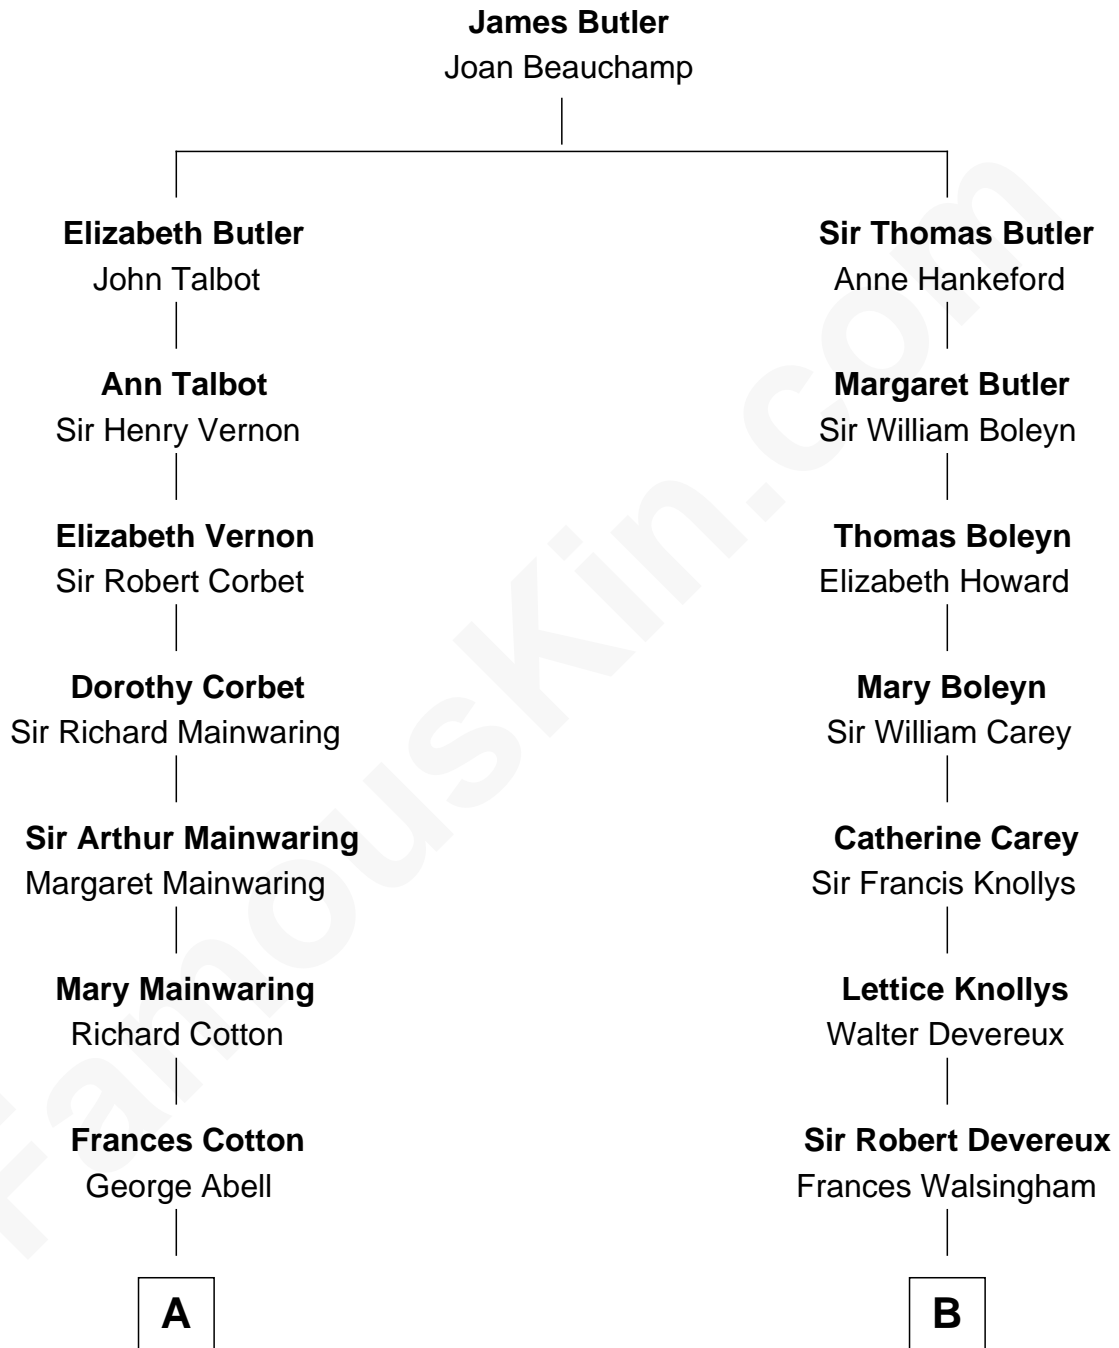 James Butler
Joan Beauchamp
Elizabeth Butler
John Talbot
Sir Thomas Butler
Anne Hankeford
Ann Talbot
Sir Henry Vernon
Margaret Butler
Sir William Boleyn
Elizabeth Vernon
Sir Robert Corbet
Thomas Boleyn
Elizabeth Howard
Dorothy Corbet
Sir Richard Mainwaring
Mary Boleyn
Sir William Carey
Sir Arthur Mainwaring
Margaret Mainwaring
Catherine Carey
Sir Francis Knollys
Mary Mainwaring
Richard Cotton
Lettice Knollys
Walter Devereux
Frances Cotton
George Abell
Sir Robert Devereux
Frances Walsingham
A
B
FamousKin.com